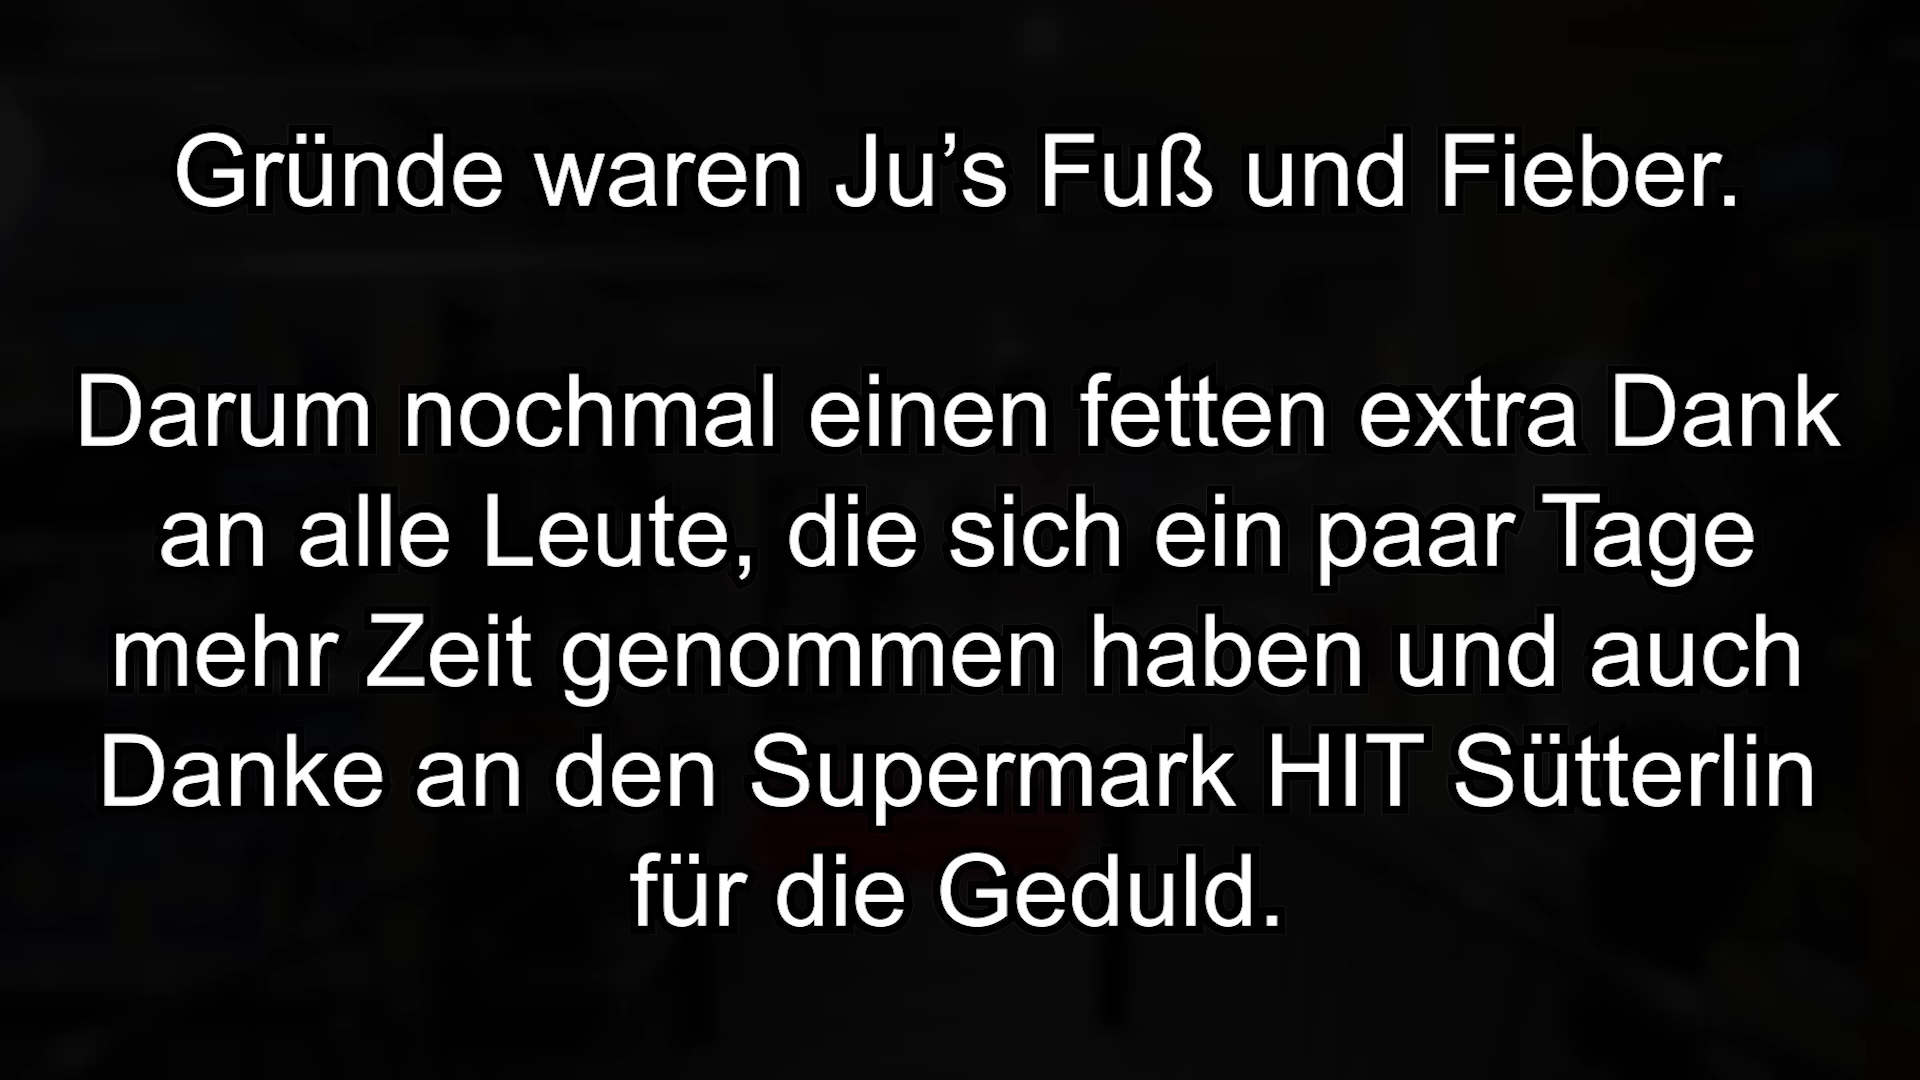 Gründe waren Ju’s Fuß und Fieber.
Darum nochmal einen fetten extra Dank
an alle Leute, die sich ein paar Tage
mehr Zeit genommen haben und auch
Danke an den Supermark HIT Sütterlin
für die Geduld.